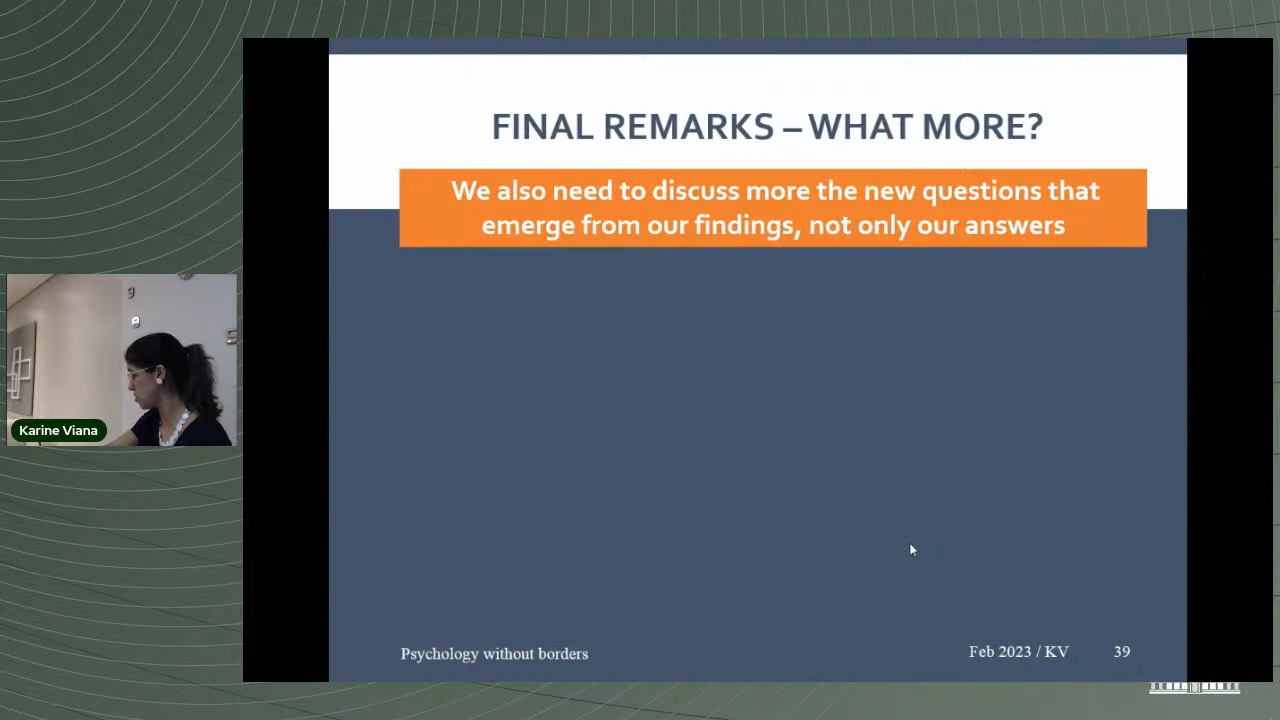 FINAL REMARKS – WHAT MORE?
We also need to discuss more the new questions that
emerge from our findings, not only our answers
Karine Viana
Psychology without borders
Feb 2023 / KV
39